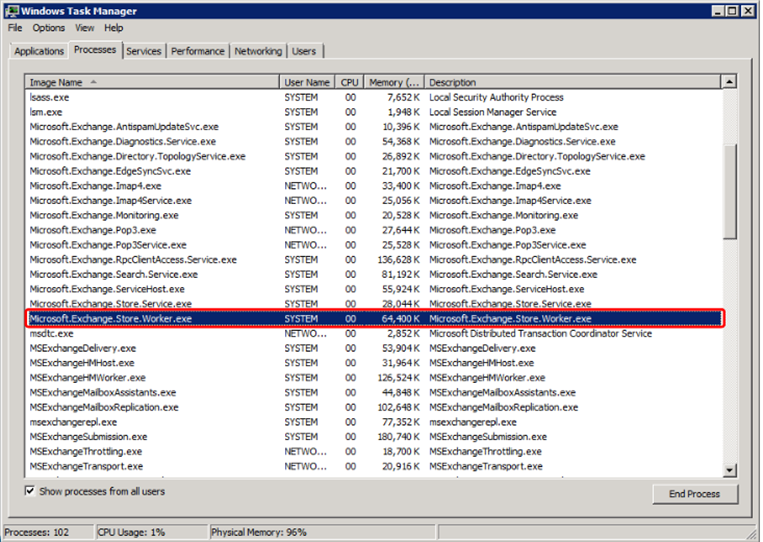 Windows Task Manager
File Options View Help
Applications Processes Services Performance Networking Users
Image Name User Name CPU Memory (... Description
lsass.exe SYSTEM 00 7,652 K Local Security Authority Process
lsm.exe SYSTEM 00 1,948 K Local Session Manager Service
Microsoft.Exchange.AntispamUpdateSvc.exe SYSTEM 00 10,396 K Microsoft.Exchange.AntispamUpdateSvc.exe
Microsoft.Exchange.Diagnostics.Service.exe SYSTEM 00 54,368 K Microsoft.Exchange.Diagnostics.Service.exe
Microsoft.Exchange.Directory.TopologyService.exe SYSTEM 00 26,892 K Microsoft.Exchange.Directory.TopologyService.exe
Microsoft.Exchange.EdgeSyncSvc.exe SYSTEM 00 21,700 K Microsoft.Exchange.EdgeSyncSvc.exe
Microsoft.Exchange.Imap4.exe NETWO... 00 33,400 K Microsoft.Exchange.Imap4.exe
Microsoft.Exchange.Imap4Service.exe NETWO... 00 25,056 K Microsoft.Exchange.Imap4Service.exe
Microsoft.Exchange.Monitoring.exe SYSTEM 00 20,528 K Microsoft.Exchange.Monitoring.exe
Microsoft.Exchange.Pop3.exe NETWO... 00 27,644 K Microsoft.Exchange.Pop3.exe
Microsoft.Exchange.Pop3Service.exe NETWO... 00 25,528 K Microsoft.Exchange.Pop3Service.exe
Microsoft.Exchange.RpcClientAccess.Service.exe SYSTEM 00 136,628 K Microsoft.Exchange.RpcClientAccess.Service.exe
Microsoft.Exchange.Search.Service.exe SYSTEM 00 81,192 K Microsoft.Exchange.Search.Service.exe
Microsoft.Exchange.ServiceHost.exe SYSTEM 00 55,924 K Microsoft.Exchange.ServiceHost.exe
Microsoft.Exchange.Store.Service.exe SYSTEM 00 28,044 K Microsoft.Exchange.Store.Service.exe
Microsoft.Exchange.Store.Worker.exe SYSTEM 00 64,400 K Microsoft.Exchange.Store.Worker.exe
msdtc.exe NETWO... 00 2,852 K Microsoft Distributed Transaction Coordinator Service
MSExchangeDelivery.exe SYSTEM 00 53,904 K MSExchangeDelivery.exe
MSExchangeHMHost.exe SYSTEM 00 31,964 K MSExchangeHMHost.exe
MSExchangeHMWorker.exe SYSTEM 00 126,524 K MSExchangeHMWorker.exe
MSExchangeMailboxAssistants.exe SYSTEM 00 44,848 K MSExchangeMailboxAssistants.exe
MSExchangeMailboxReplication.exe SYSTEM 00 102,648 K MSExchangeMailboxReplication.exe
msexchangerepl.exe SYSTEM 00 77,352 K msexchangerepl.exe
MSExchangeSubmission.exe SYSTEM 00 180,740 K MSExchangeSubmission.exe
MSExchangeThrottling.exe NETWO... 00 18,700 K MSExchangeThrottling.exe
MSExchangeTransport.exe NETWO... 00 20,916 K MSExchangeTransport.exe
Show processes from all users End Process
Processes: 102 CPU Usage: 1% Physical Memory: 96%